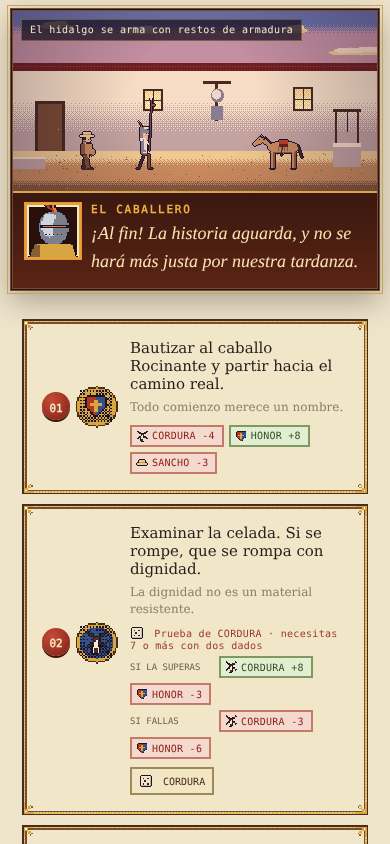 El hidalgo se arma con restos de armadura
EL CABALLERO
¡Al fin! La historia aguarda, y no se
hará más justa por nuestra tardanza.
01
Bautizar al caballo
Rocinante y partir hacia el
camino real.
Todo comienzo merece un nombre.
CORDURA -4
HONOR +8
SANCHO -3
02
Examinar la celada. Si se
rompe, que se rompa con
dignidad.
La dignidad no es un material
resistente.
Prueba de CORDURA · necesitas
7 o más con dos dados
SI LA SUPERAS
CORDURA +8
HONOR -3
SI FALLAS
CORDURA -3
HONOR -6
CORDURA